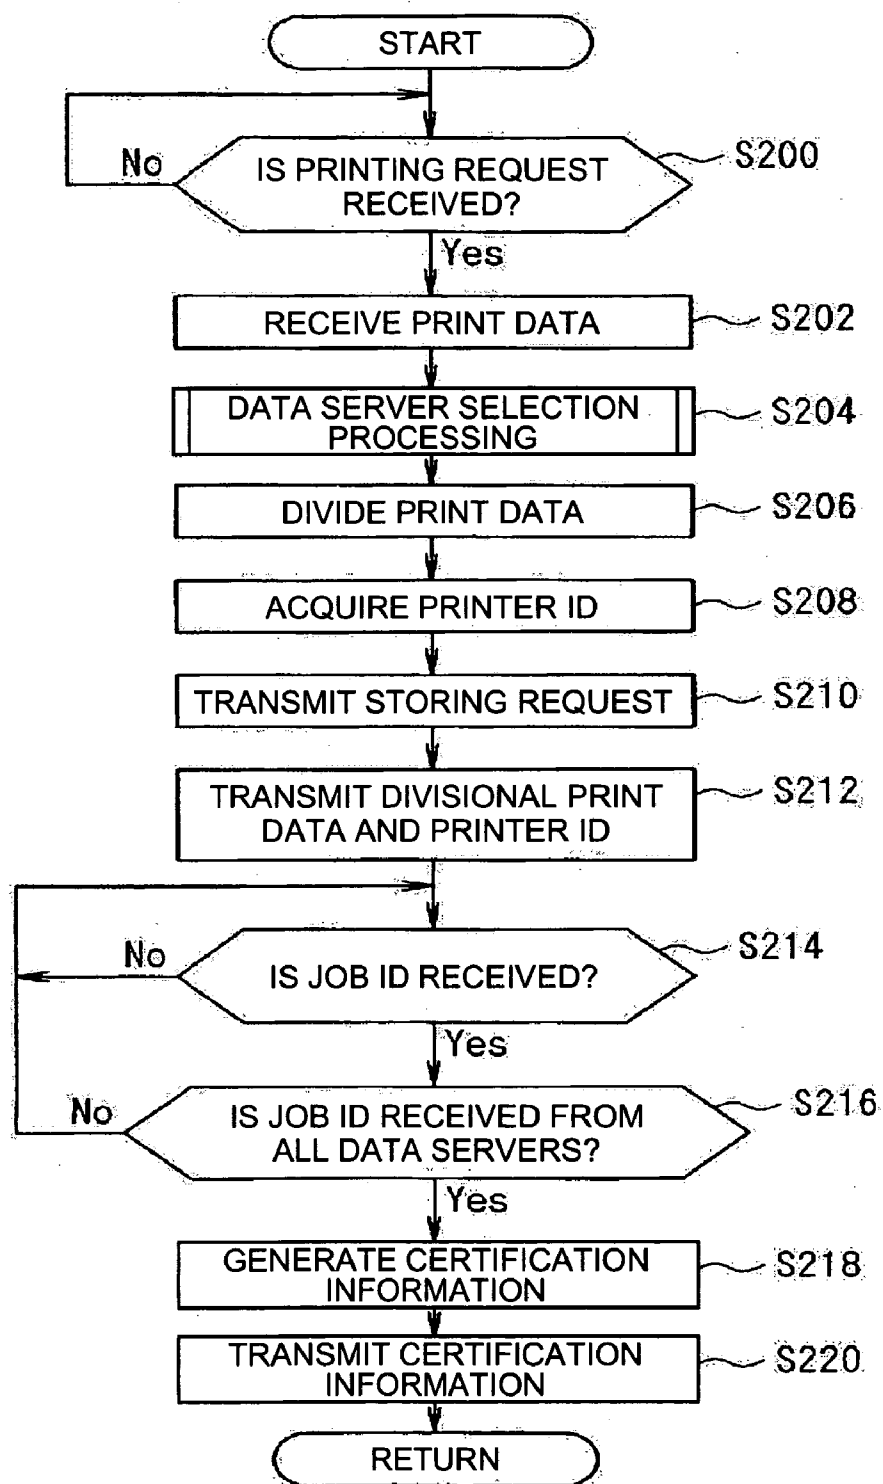 START
No
IS PRINTING REQUEST
RECEIVED?
S200
Yes
RECEIVE PRINT DATA
S202
DATA SERVER SELECTION
PROCESSING
S204
DIVIDE PRINT DATA
S206
ACQUIRE PRINTER ID
S208
TRANSMIT STORING REQUEST
S210
TRANSMIT DIVISIONAL PRINT
DATA AND PRINTER ID
S212
No
IS JOB ID RECEIVED?
S214
Yes
No
IS JOB ID RECEIVED FROM
ALL DATA SERVERS?
S216
Yes
GENERATE CERTIFICATION
INFORMATION
S218
TRANSMIT CERTIFICATION
INFORMATION
S220
RETURN